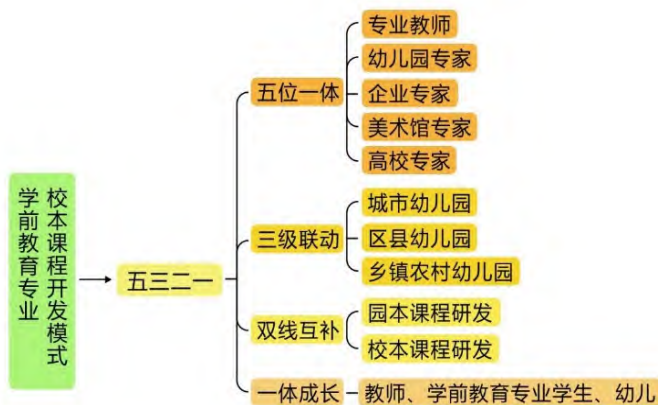 学前教育专业
校本课程开发模式
五三二一
五位一体
专业教师
幼儿园专家
企业专家
美术馆专家
高校专家
三级联动
城市幼儿园
区县幼儿园
乡镇农村幼儿园
双线互补
园本课程研发
校本课程研发
一体成长
教师、学前教育专业学生、幼儿